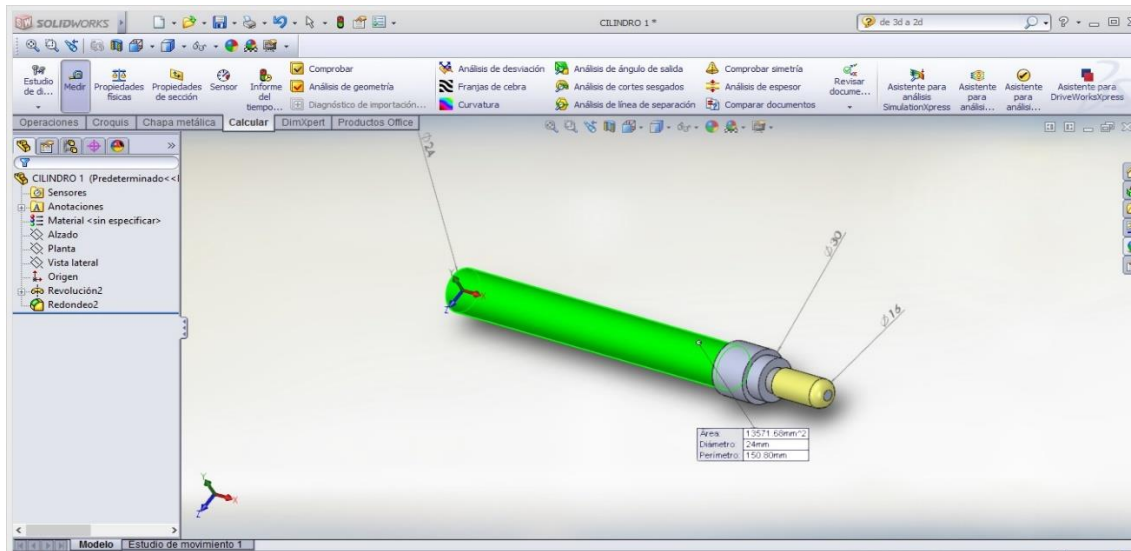 SOLIDWORKS
CILINDRO 1 *
de 3d a 2d
Estudio de di...
Medir
Propiedades físicas
Propiedades de sección
Sensor
Informe del tiempo...
Comprobar
Análisis de geometría
Diagnóstico de importación...
Análisis de desviación
Franjas de cebra
Curvatura
Análisis de ángulo de salida
Análisis de cortes sesgados
Análisis de línea de separación
Comprobar simetría
Análisis de espesor
Comparar documentos
Revisar docume...
Asistente para análisis SimulationXpress
Asistente para análisi...
Asistente para análisi...
Asistente para DriveWorksXpress
Operaciones Croquis Chapa metálica Calcular DimXpert Productos Office
CILINDRO 1 (Predeterminado<<
Sensores
Anotaciones
Material <sin especificar>
Alzado
Planta
Vista lateral
Origen
Revolución2
Redondeo2
∅24
∅30
∅16
Área: 13571.68mm^2
Diámetro: 24mm
Perímetro: 150.80mm
Modelo Estudio de movimiento 1